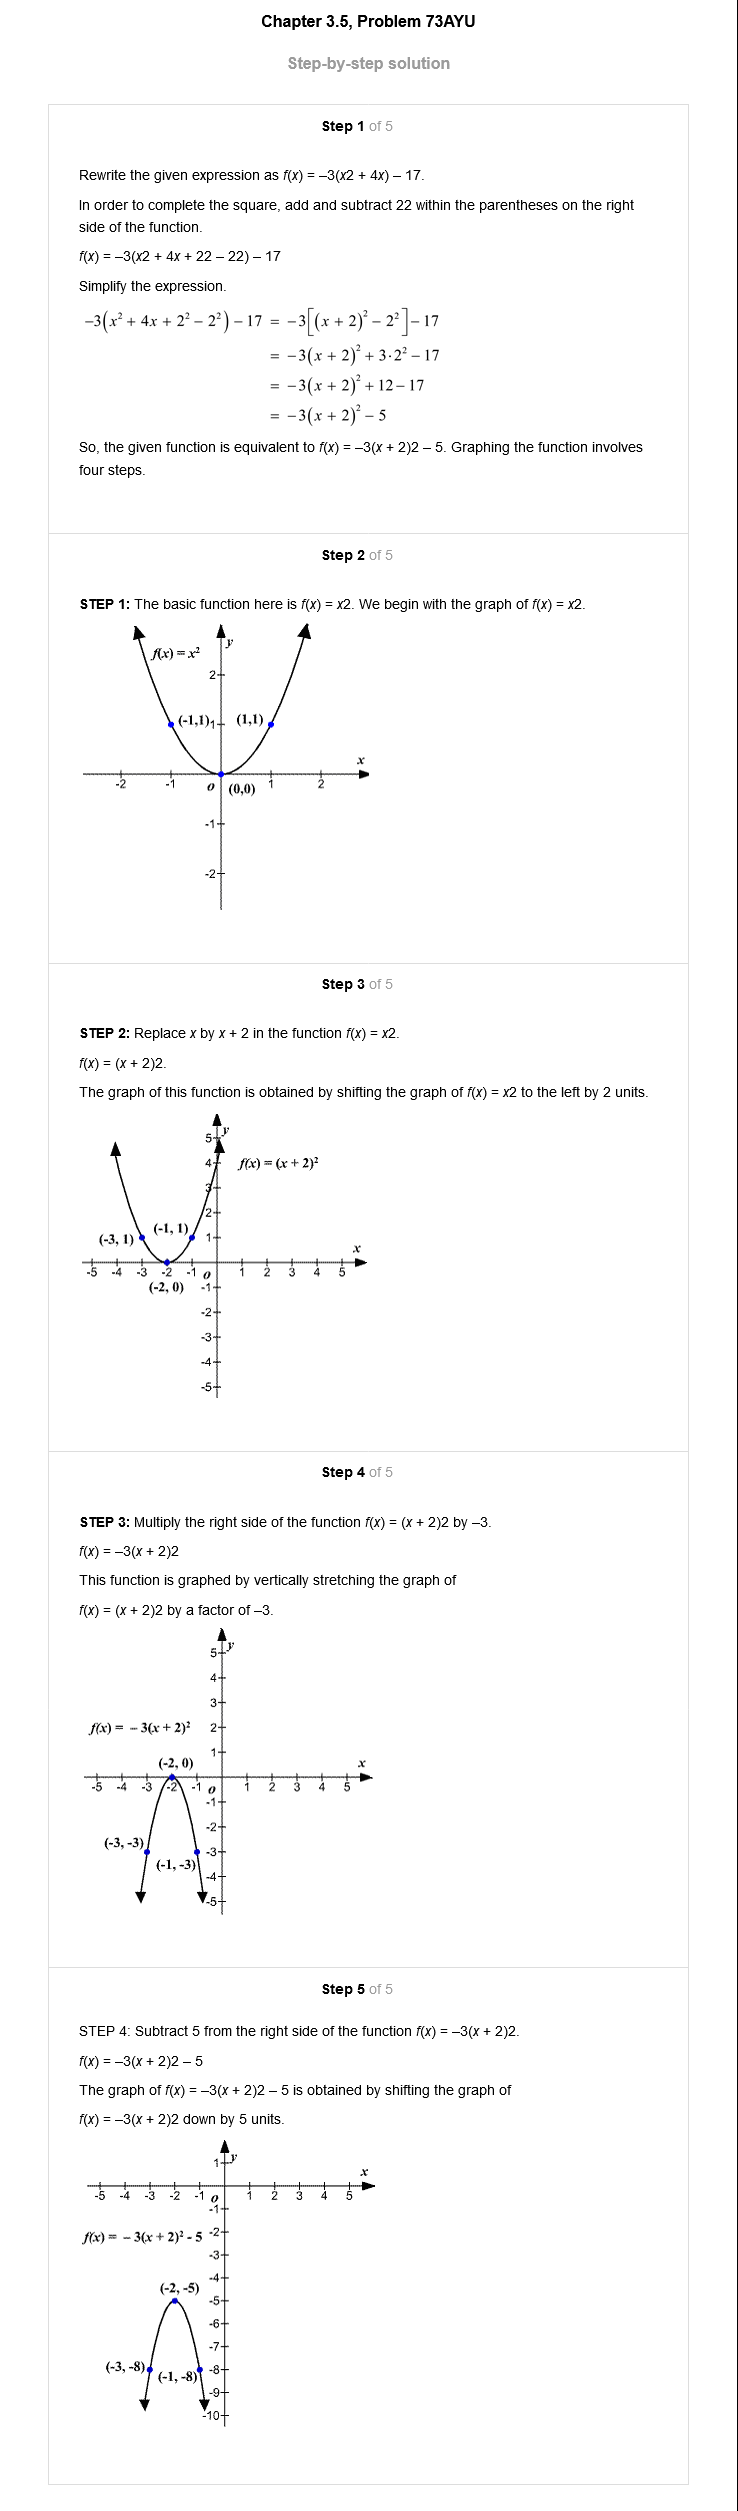 Chapter 3.5, Problem 73AYU
Step-by-step solution
Step 1 of 5
Rewrite the given expression as f(x) = –3(x2 + 4x) – 17.
In order to complete the square, add and subtract 22 within the parentheses on the right
side of the function.
f(x) = –3(x2 + 4x + 22 – 22) – 17
Simplify the expression.
−3(x² + 4x + 2² − 2²) − 17 = −3[(x + 2)² − 2²] − 17
= −3(x + 2)² + 3·2² − 17
= −3(x + 2)² + 12 − 17
= −3(x + 2)² − 5
So, the given function is equivalent to f(x) = –3(x + 2)2 – 5. Graphing the function involves
four steps.
Step 2 of 5
STEP 1: The basic function here is f(x) = x2. We begin with the graph of f(x) = x2.
y
f(x) = x²
2
(-1,1) 1 (1,1)
x
-2 -1 O (0,0) 1 2
-1
-2
Step 3 of 5
STEP 2: Replace x by x + 2 in the function f(x) = x2.
f(x) = (x + 2)2.
The graph of this function is obtained by shifting the graph of f(x) = x2 to the left by 2 units.
y
5
4 f(x) = (x + 2)²
3
2
(-1, 1)
(-3, 1) 1
x
-5 -4 -3 -2 -1 O 1 2 3 4 5
(-2, 0) -1
-2
-3
-4
-5
Step 4 of 5
STEP 3: Multiply the right side of the function f(x) = (x + 2)2 by –3.
f(x) = –3(x + 2)2
This function is graphed by vertically stretching the graph of
f(x) = (x + 2)2 by a factor of –3.
y
5
4
3
f(x) = − 3(x + 2)² 2
1
(-2, 0) x
-5 -4 -3 -2 -1 O 1 2 3 4 5
-1
-2
(-3, -3) -3
(-1, -3)
-4
-5
Step 5 of 5
STEP 4: Subtract 5 from the right side of the function f(x) = –3(x + 2)2.
f(x) = –3(x + 2)2 – 5
The graph of f(x) = –3(x + 2)2 – 5 is obtained by shifting the graph of
f(x) = –3(x + 2)2 down by 5 units.
1 y
x
-5 -4 -3 -2 -1 O 1 2 3 4 5
-1
f(x) = − 3(x + 2)² - 5 -2
-3
-4
(-2, -5)
-5
-6
-7
(-3, -8) (-1, -8) -8
-9
-10